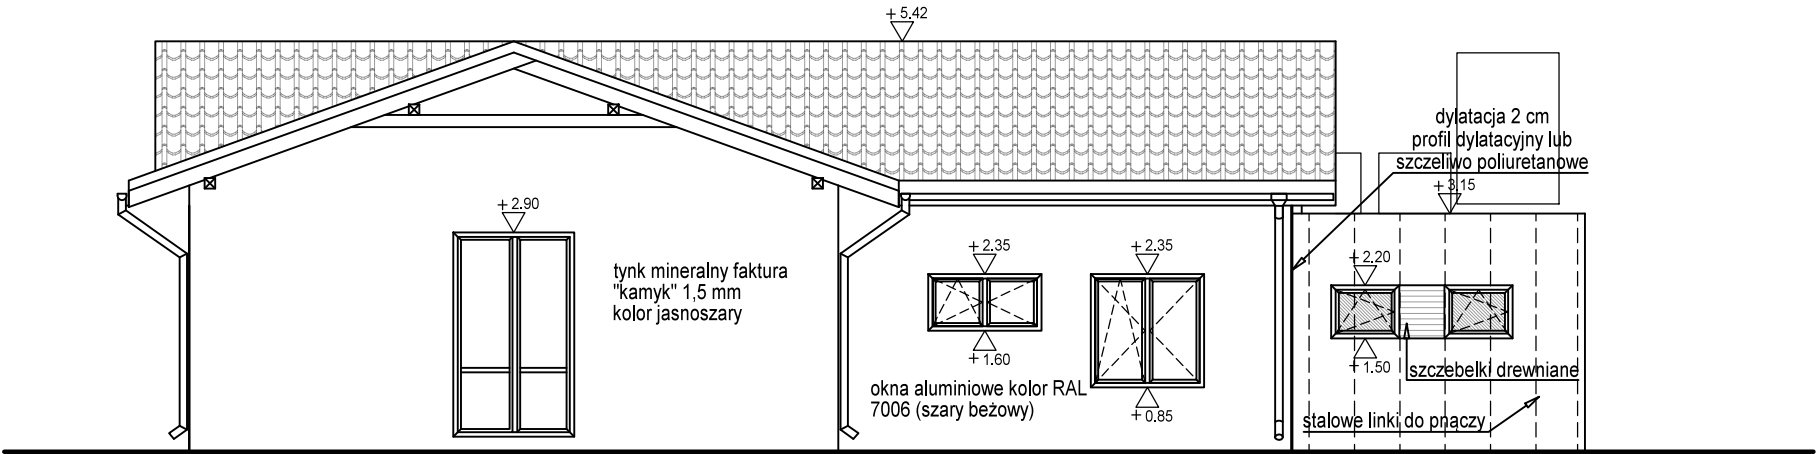 + 5.42
dylatacja 2 cm
profil dylatacyjny lub
szczeliwo poliuretanowe
+ 3.15
+ 2.90
+ 2.35
+ 2.35
+ 2.20
tynk mineralny faktura
"kamyk" 1,5 mm
kolor jasnoszary
+ 1.60
+ 1.50
szczebelki drewniane
okna aluminiowe kolor RAL
7006 (szary beżowy)
+ 0.85
stalowe linki do pnączy